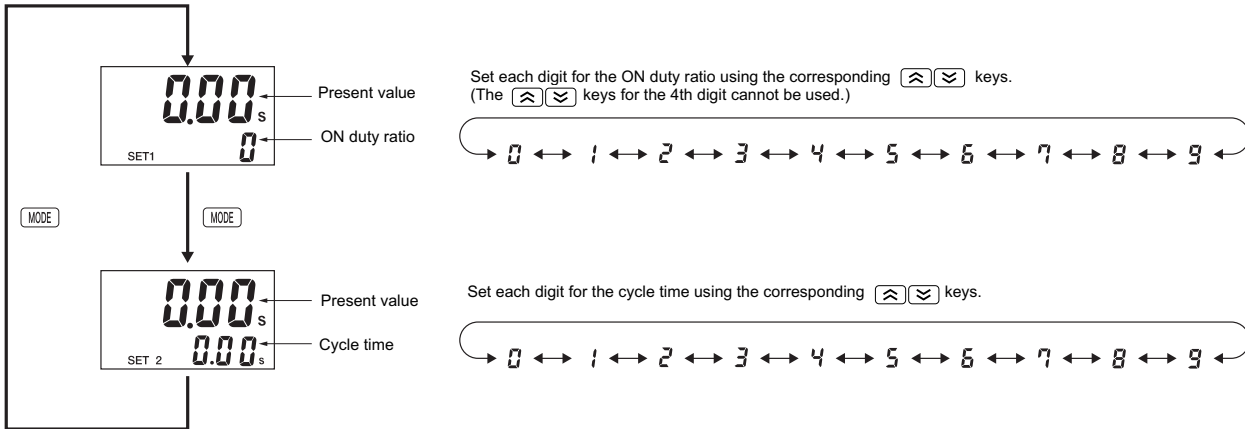 0.00 s
Present value
ON duty ratio
SET1 0
Set each digit for the ON duty ratio using the corresponding keys.
(The keys for the 4th digit cannot be used.)
0 1 2 3 4 5 6 7 8 9
MODE MODE
0.00 s
Present value
Cycle time
SET 2 0.00 s
Set each digit for the cycle time using the corresponding keys.
0 1 2 3 4 5 6 7 8 9